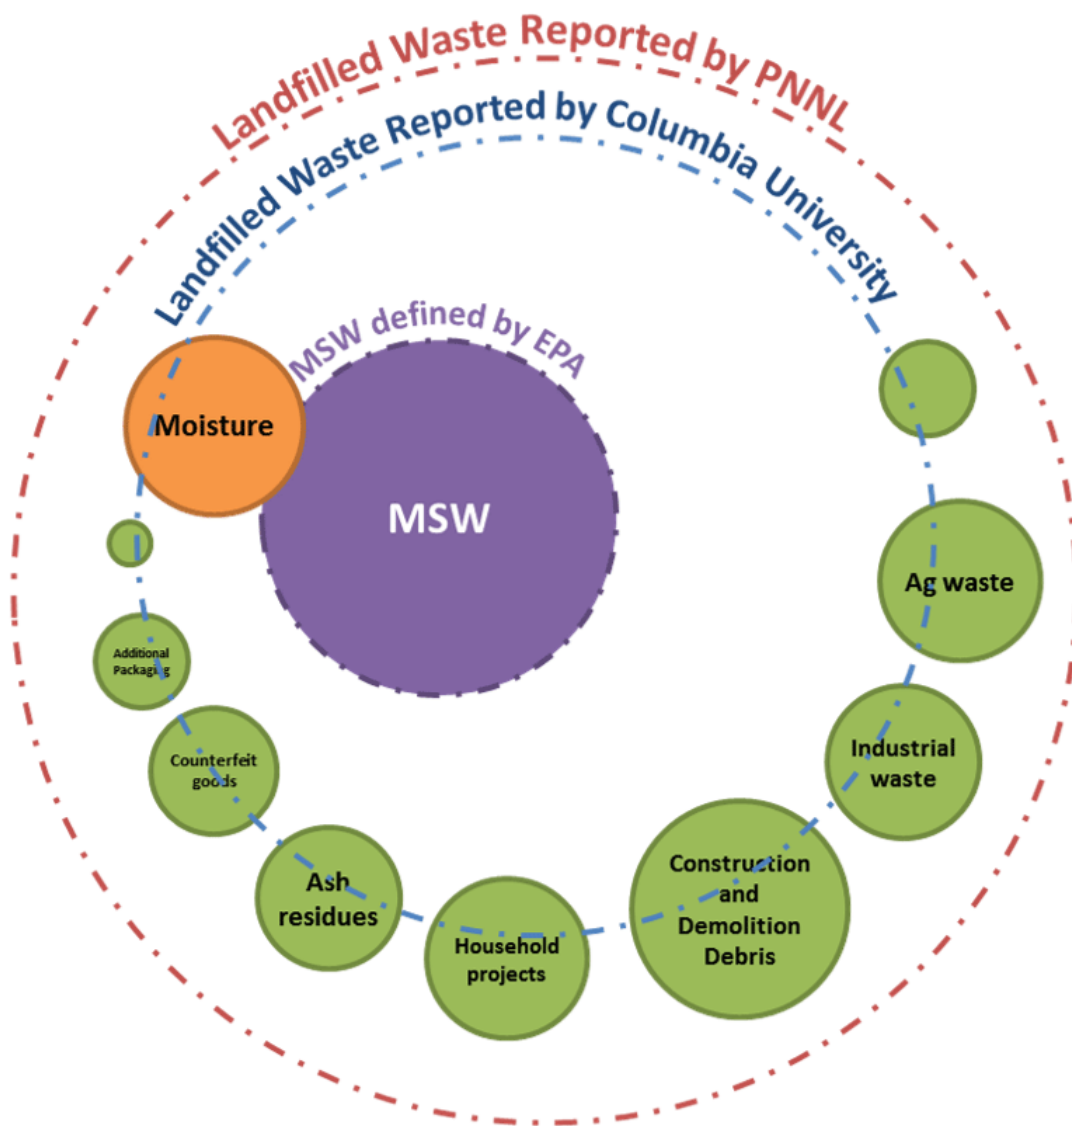 Landfilled Waste Reported by PNNL
Landfilled Waste Reported by Columbia University
MSW defined by EPA
Moisture
MSW
Ag waste
Additional
Packaging
Counterfeit
goods
Industrial
waste
Ash
residues
Household
projects
Construction
and
Demolition
Debris